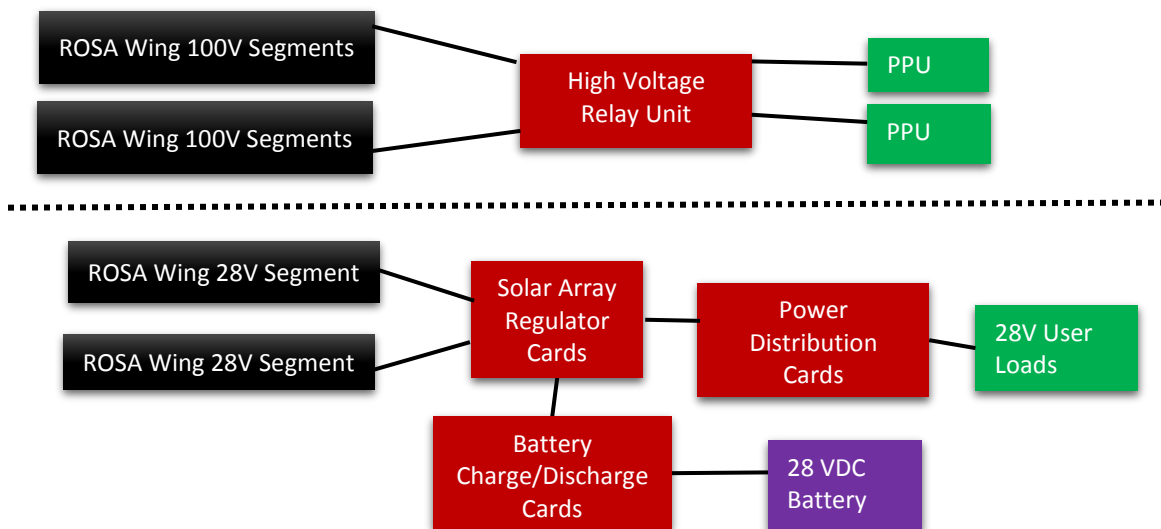 ROSA Wing 100V Segments
High Voltage
Relay Unit
PPU
ROSA Wing 100V Segments
PPU
ROSA Wing 28V Segment
Solar Array
Regulator
Cards
Power
Distribution
Cards
28V User
Loads
ROSA Wing 28V Segment
Battery
Charge/Discharge
Cards
28 VDC
Battery